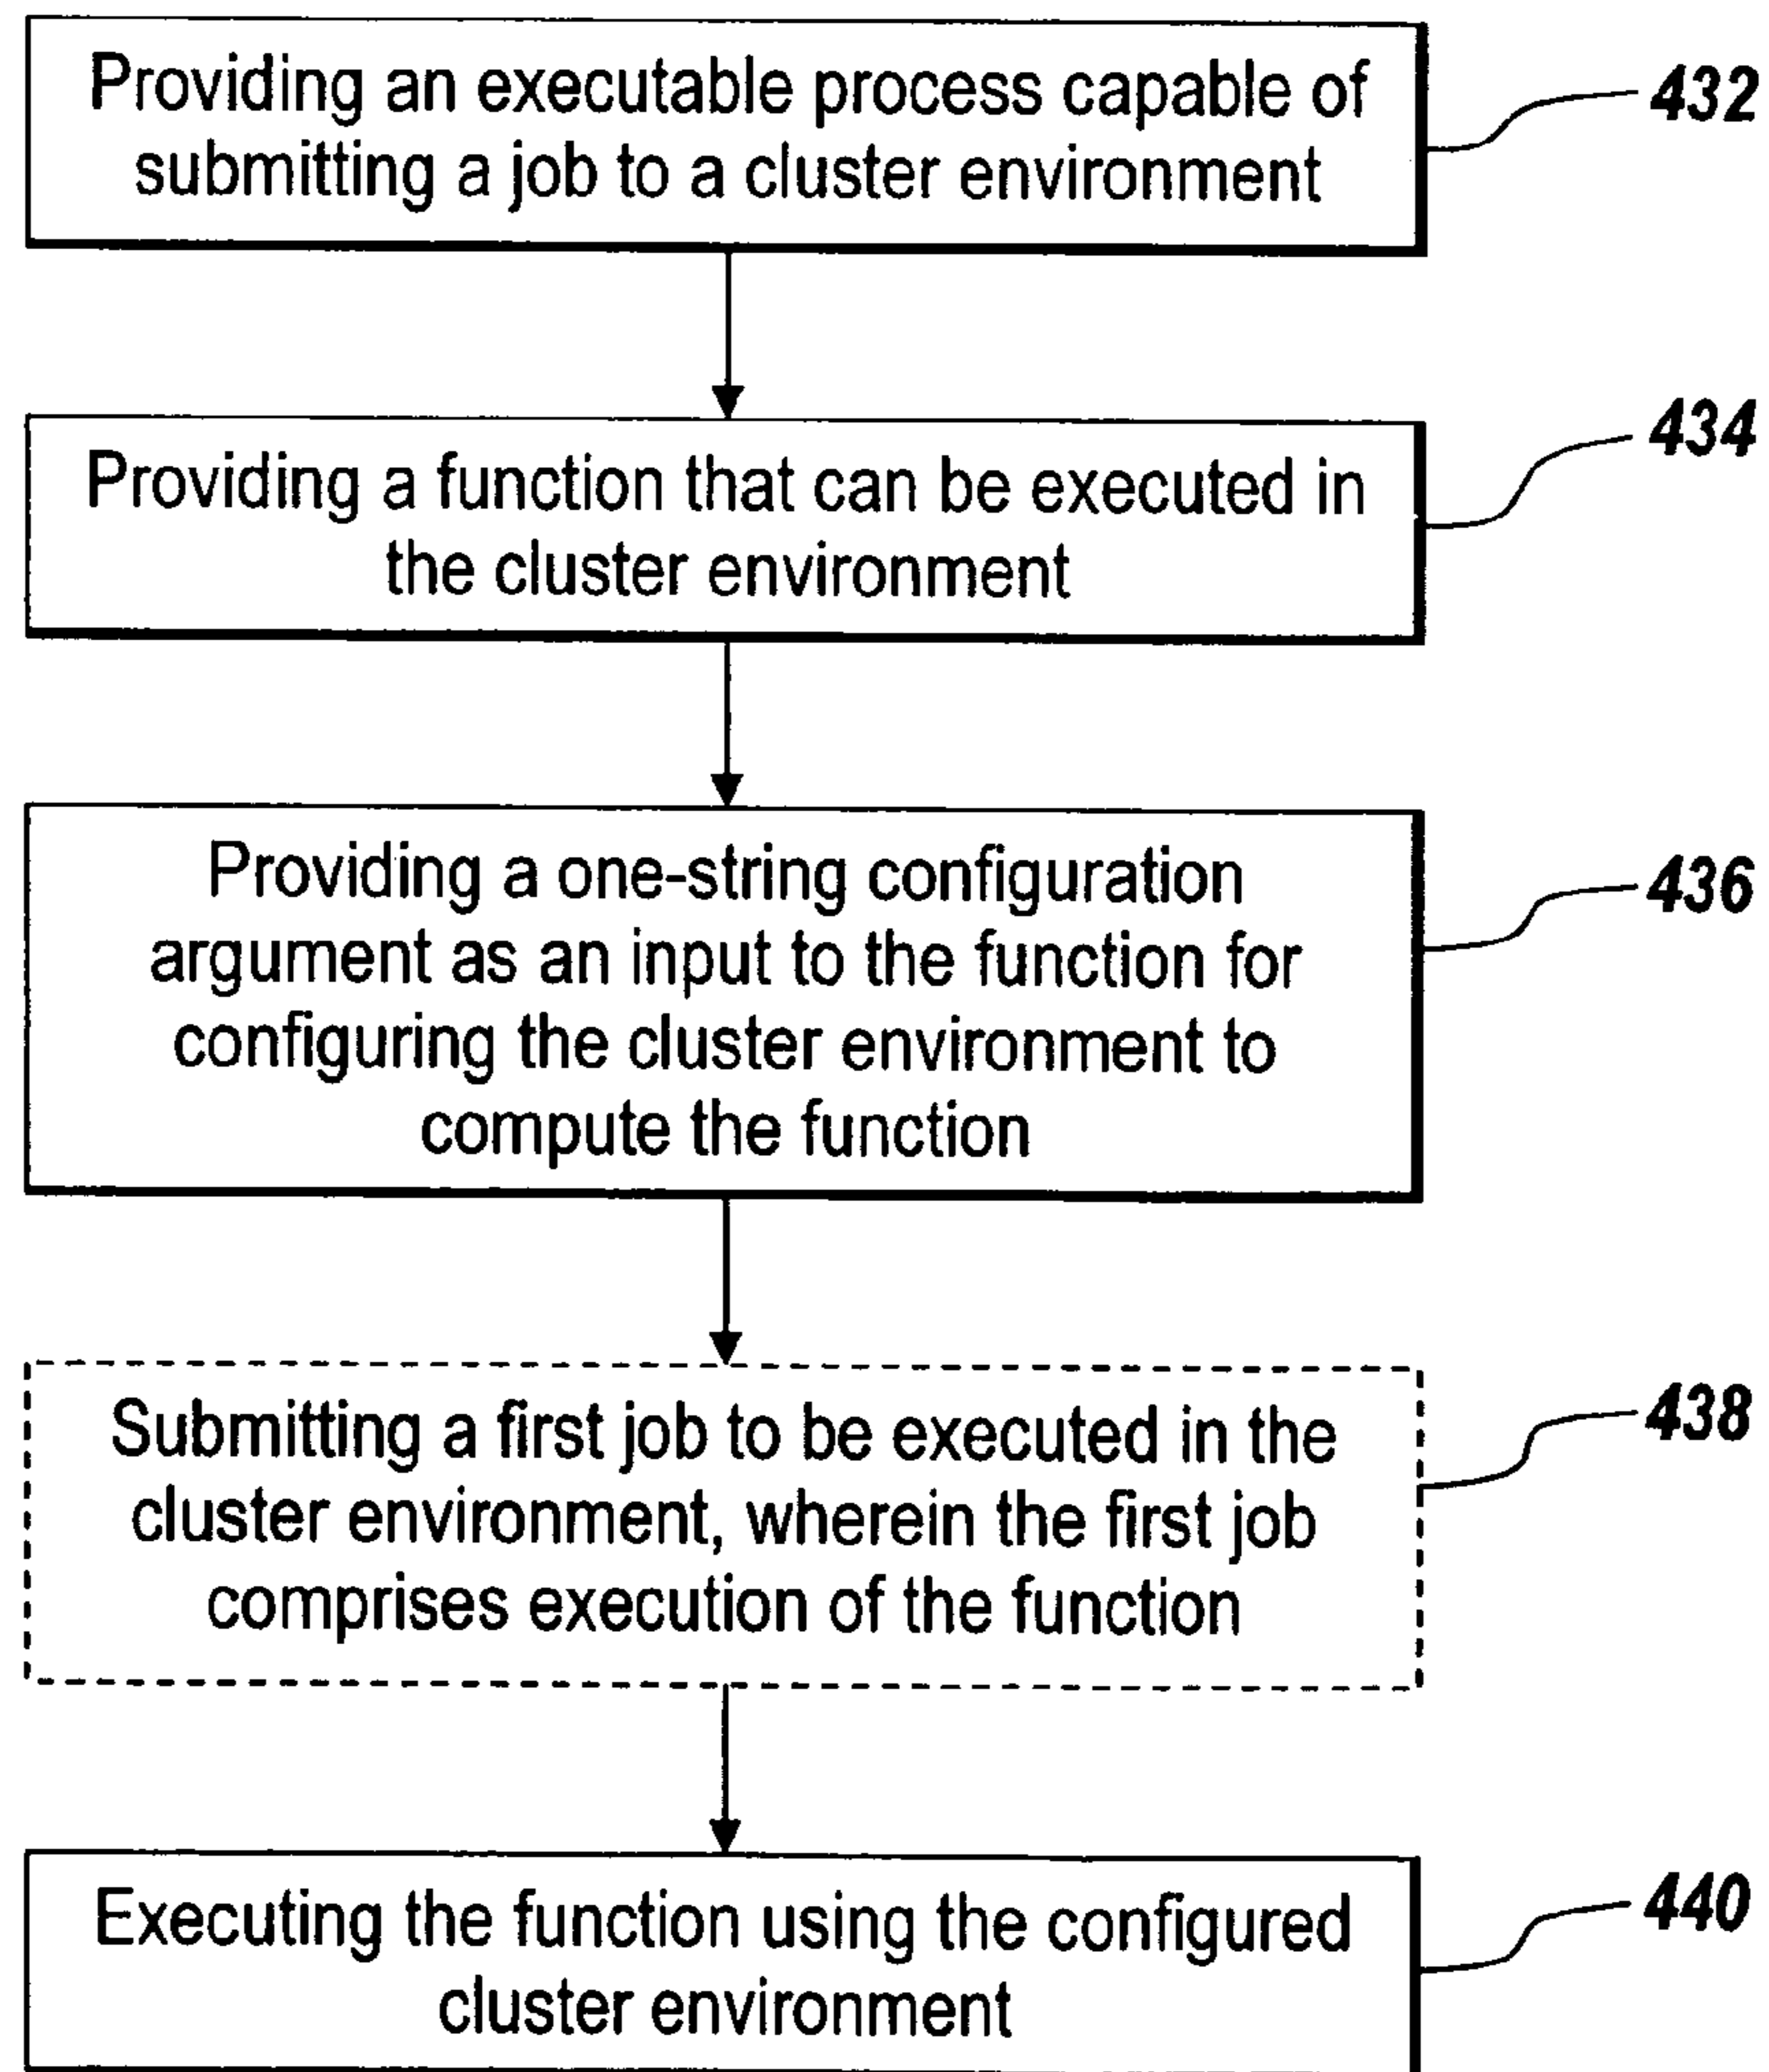 Providing an executable process capable of
submitting a job to a cluster environment
432
Providing a function that can be executed in
the cluster environment
434
Providing a one-string configuration
argument as an input to the function for
configuring the cluster environment to
compute the function
436
Submitting a first job to be executed in the
cluster environment, wherein the first job
comprises execution of the function
438
Executing the function using the configured
cluster environment
440